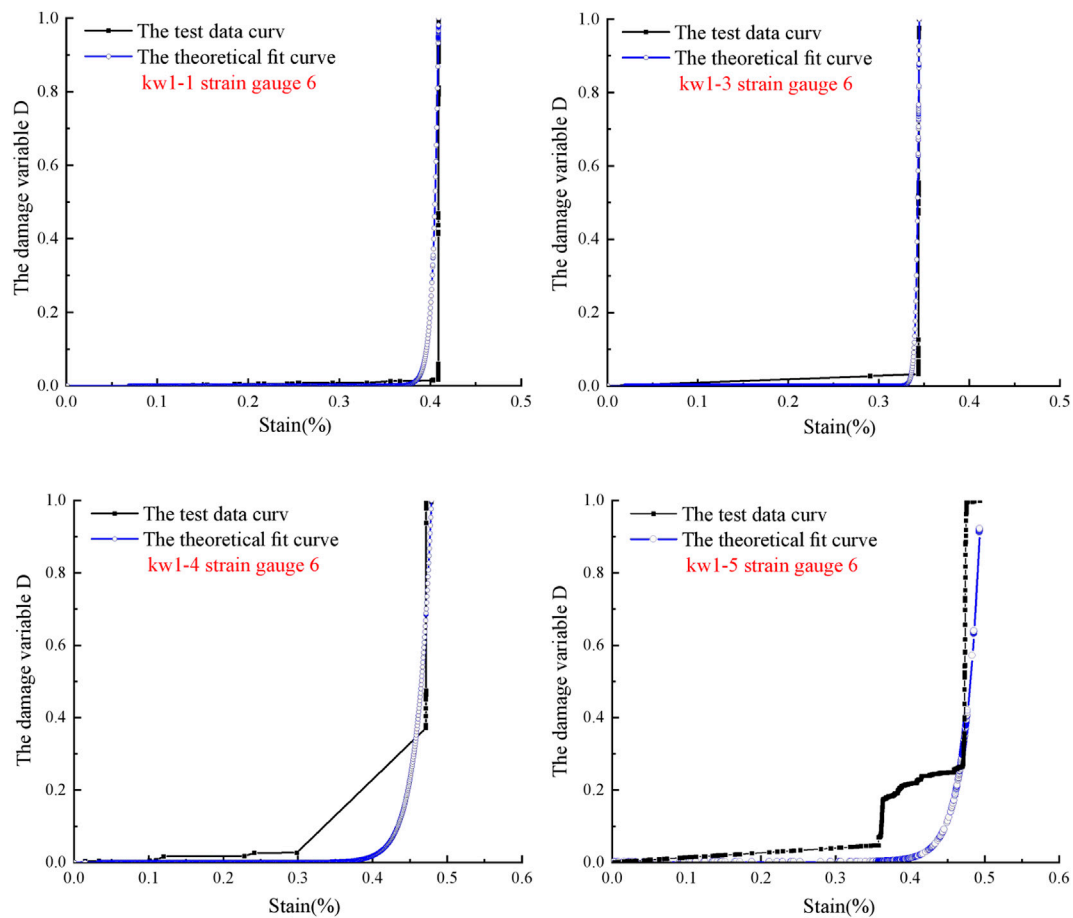 The test data curv
The theoretical fit curve
kw1-1 strain gauge 6
The damage variable D
1.0
0.8
0.6
0.4
0.2
0.0
0.0 0.1 0.2 0.3 0.4 0.5
Stain(%)
The test data curv
The theoretical fit curve
kw1-3 strain gauge 6
The damage variable D
1.0
0.8
0.6
0.4
0.2
0.0
0.0 0.1 0.2 0.3 0.4 0.5
Stain(%)
The test data curv
The theoretical fit curve
kw1-4 strain gauge 6
The damage variable D
1.0
0.8
0.6
0.4
0.2
0.0
0.0 0.1 0.2 0.3 0.4 0.5 0.6
Stain(%)
The test data curv
The theoretical fit curve
kw1-5 strain gauge 6
The damage variable D
1.0
0.8
0.6
0.4
0.2
0.0
0.0 0.1 0.2 0.3 0.4 0.5 0.6
Stain(%)